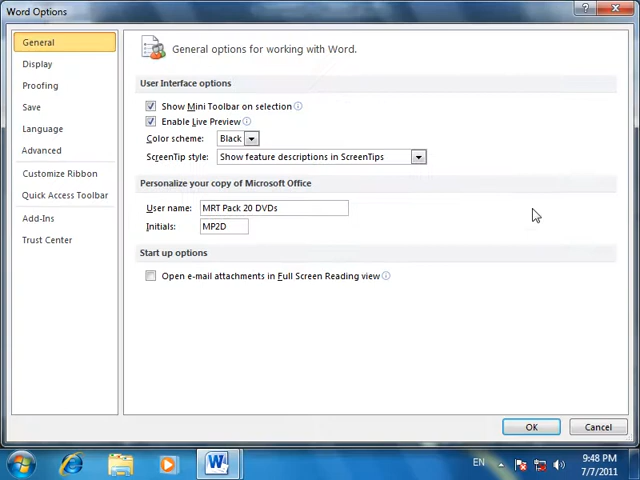 Word Options
General
Display
Proofing
Save
Language
Advanced
Customize Ribbon
Quick Access Toolbar
Add-Ins
Trust Center
General options for working with Word.
User Interface options
Show Mini Toolbar on selection
Enable Live Preview
Color scheme: Black
ScreenTip style: Show feature descriptions in ScreenTips
Personalize your copy of Microsoft Office
User name: MRT Pack 20 DVDs
Initials: MP2D
Start up options
Open e-mail attachments in Full Screen Reading view
OK Cancel
EN 9:48 PM
7/7/2011